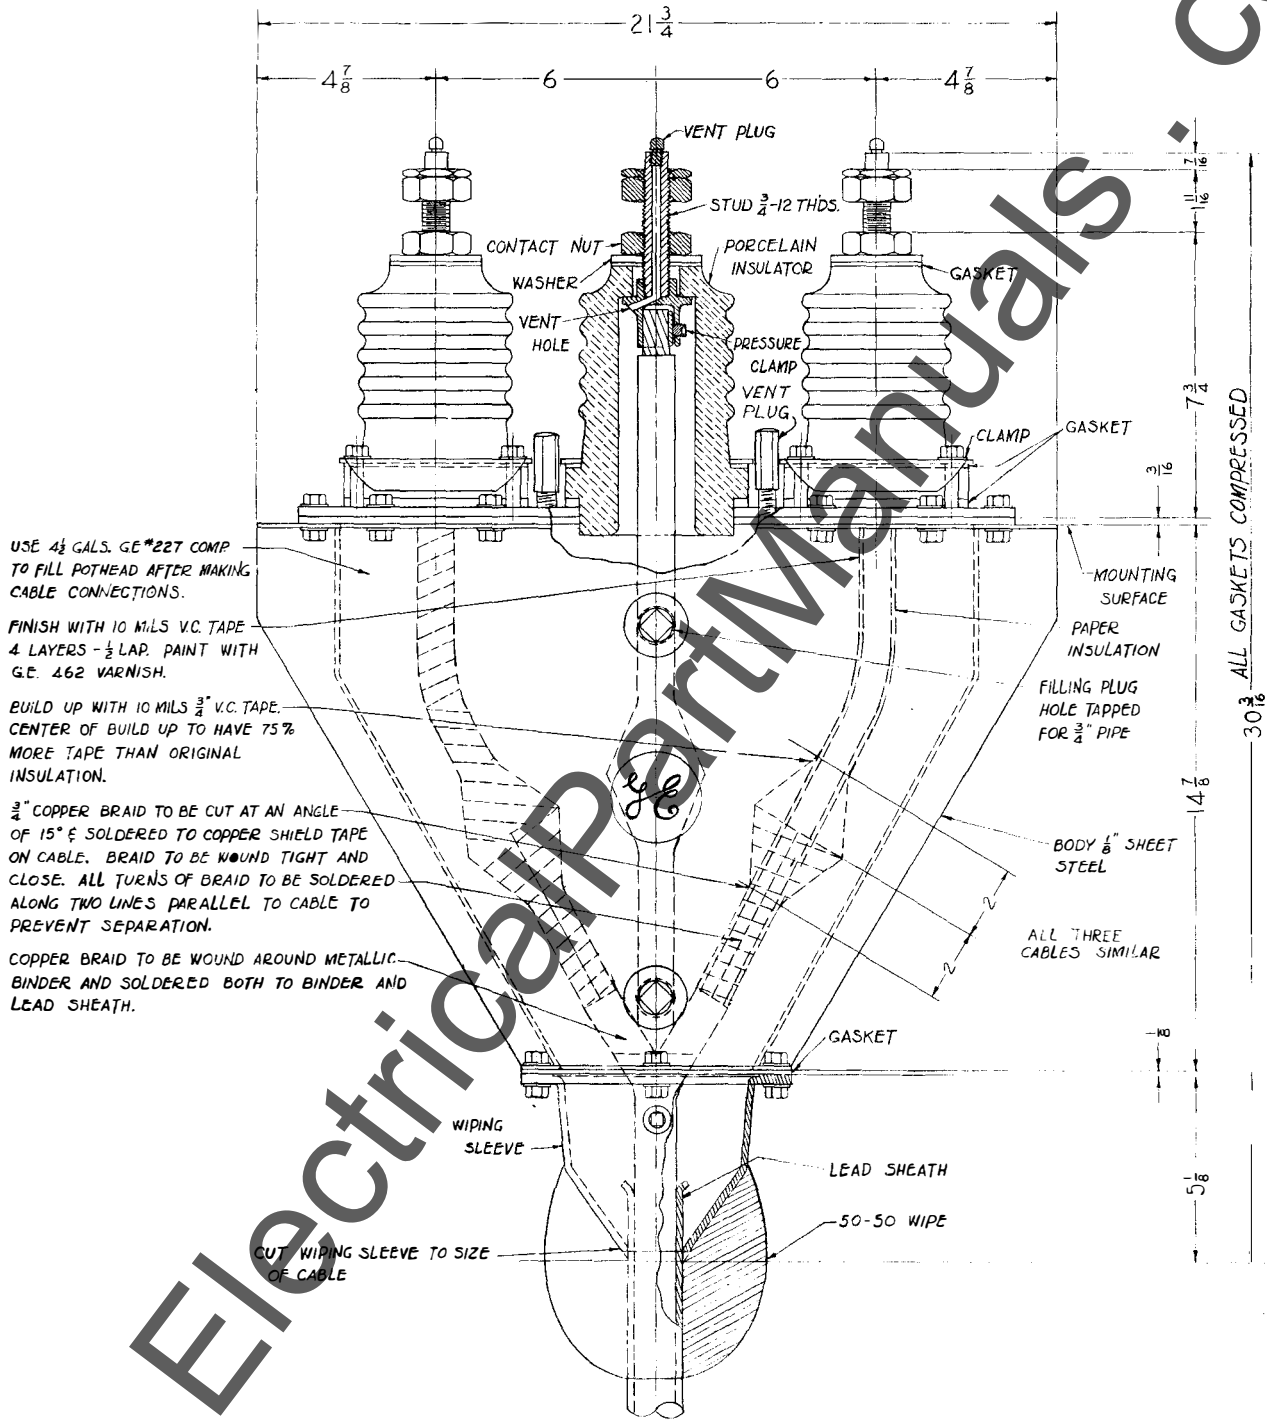 21 3/4
4 7/8
6
6
4 7/8
VENT PLUG
7/16
STUD 3/4-12 TH'DS.
1 11/16
CONTACT NUT
PORCELAIN
INSULATOR
WASHER
GASKET
VENT
HOLE
PRESSURE
CLAMP
VENT
PLUG
7 3/4
CLAMP
GASKET
3/16
ALL GASKETS COMPRESSED
30 3/16
USE 4½ GALS. GE #227 COMP.
TO FILL POTHEAD AFTER MAKING
CABLE CONNECTIONS.
MOUNTING
SURFACE
FINISH WITH 10 MILS V.C. TAPE
4 LAYERS - ½ LAP. PAINT WITH
G.E. 462 VARNISH.
PAPER
INSULATION
FILLING PLUG
HOLE TAPPED
FOR 3/4" PIPE
BUILD UP WITH 10 MILS 3/4" V.C. TAPE.
CENTER OF BUILD UP TO HAVE 75%
MORE TAPE THAN ORIGINAL
INSULATION.
GE
14 7/8
3/4" COPPER BRAID TO BE CUT AT AN ANGLE
OF 15° & SOLDERED TO COPPER SHIELD TAPE
ON CABLE. BRAID TO BE WOUND TIGHT AND
CLOSE. ALL TURNS OF BRAID TO BE SOLDERED
ALONG TWO LINES PARALLEL TO CABLE TO
PREVENT SEPARATION.
BODY 1/8" SHEET
STEEL
2
2
ALL THREE
CABLES SIMILAR
COPPER BRAID TO BE WOUND AROUND METALLIC
BINDER AND SOLDERED BOTH TO BINDER AND
LEAD SHEATH.
1/8
GASKET
WIPING
SLEEVE
LEAD SHEATH
5 1/8
50-50 WIPE
CUT WIPING SLEEVE TO SIZE
OF CABLE
ElectricalPartManuals . c